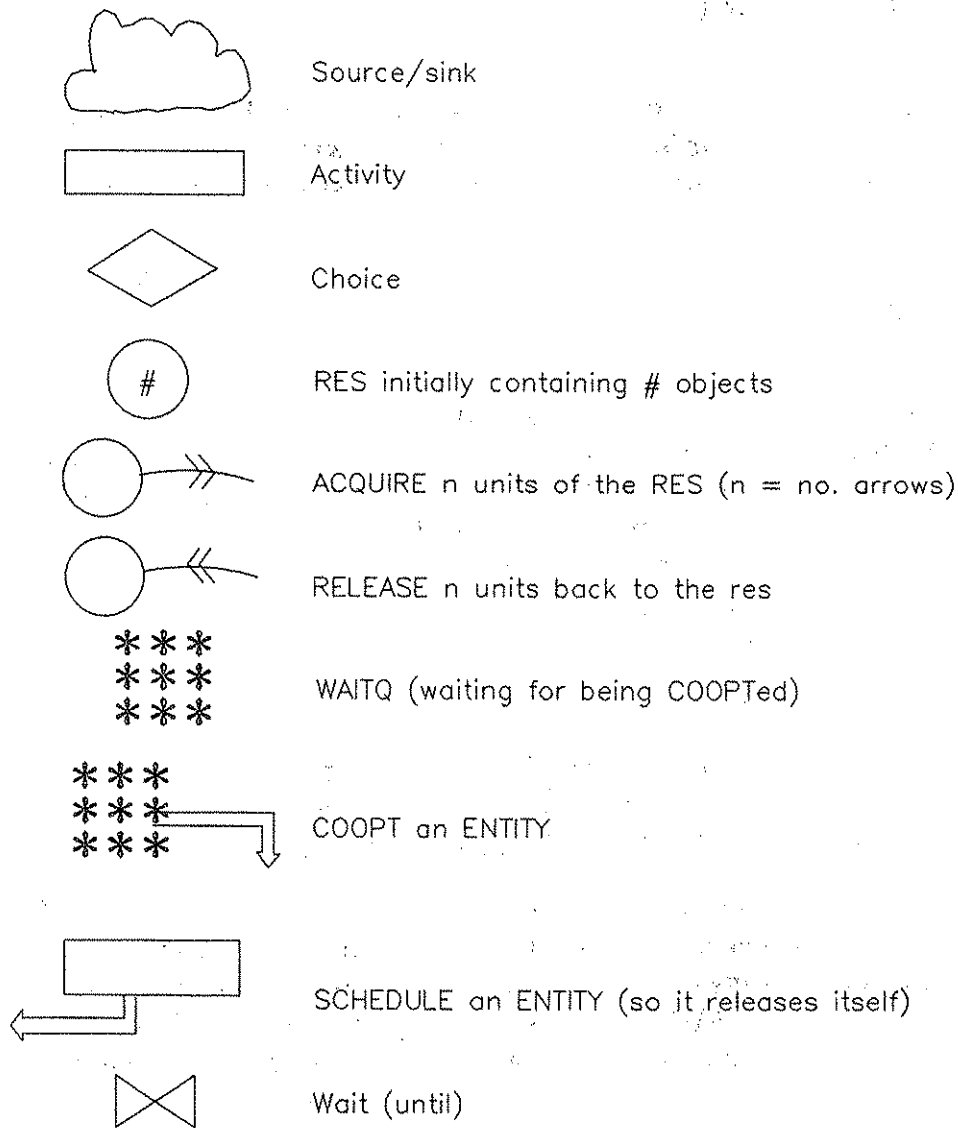 Source/sink
Activity
Choice
# RES initially containing # objects
ACQUIRE n units of the RES (n = no. arrows)
RELEASE n units back to the res
WAITQ (waiting for being COOPTed)
COOPT an ENTITY
SCHEDULE an ENTITY (so it releases itself)
Wait (until)